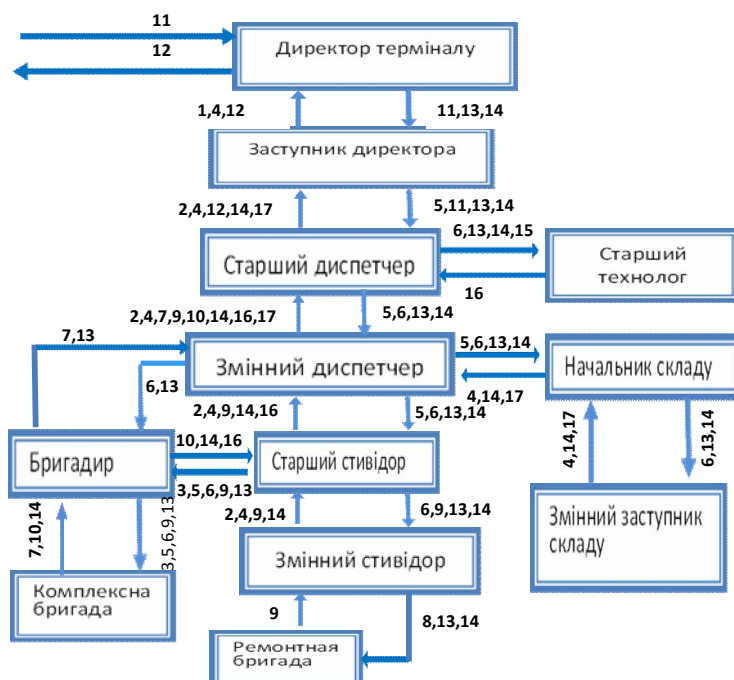 11
12
Директор терміналу
1,4,12
11,13,14
Заступник директора
2,4,12,14,17
5,11,13,14
6,13,14,15
Старший диспетчер
Старший
технолог
16
2,4,7,9,10,14,16,17
5,6,13,14
7,13
5,6,13,14
Змінний диспетчер
Начальник складу
6,13
4,14,17
2,4,9,14,16
5,6,13,14
4,14,17
6,13,14
10,14,16
Бригадир
Старший стивідор
3,5,6,9,13
7,10,14
3,5,6,9,13
2,4,9,14
6,9,13,14
Змінний заступник
складу
Змінний стивідор
Комплексна
бригада
9
8,13,14
Ремонтная
бригада